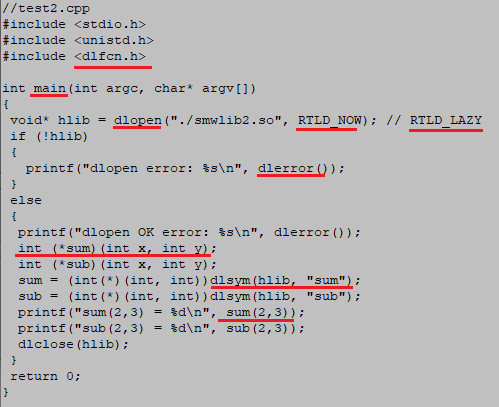 //test2.cpp
#include <stdio.h>
#include <unistd.h>
#include <dlfcn.h>
int main(int argc, char* argv[])
{
void* hlib = dlopen("./smwlib2.so", RTLD_NOW); // RTLD_LAZY
if (!hlib)
{
printf("dlopen error: %s\n", dlerror());
}
else
{
printf("dlopen OK error: %s\n", dlerror());
int (*sum)(int x, int y);
int (*sub)(int x, int y);
sum = (int(*)(int, int))dlsym(hlib, "sum");
sub = (int(*)(int, int))dlsym(hlib, "sub");
printf("sum(2,3) = %d\n", sum(2,3));
printf("sub(2,3) = %d\n", sub(2,3));
dlclose(hlib);
}
return 0;
}